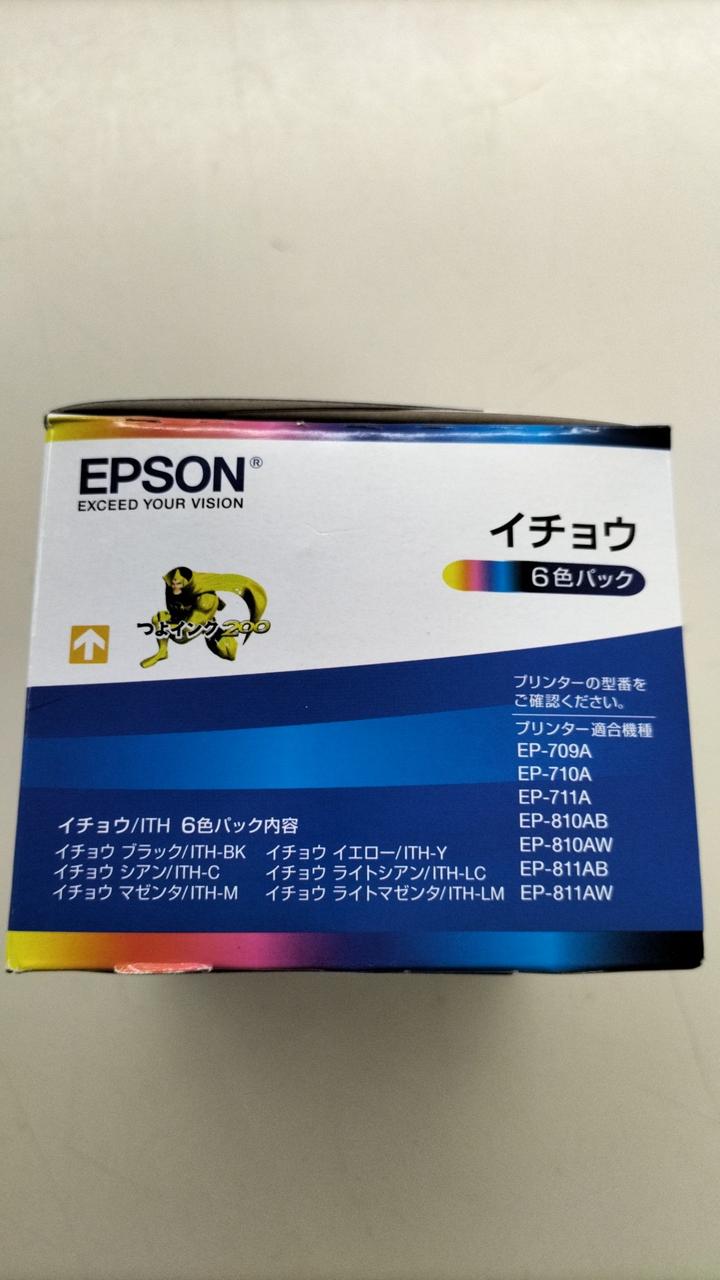 EPSON®
EXCEED YOUR VISION
イチョウ
6色パック
つよインク200
プリンターの型番を
ご確認ください。
プリンター適合機種
EP-709A
EP-710A
EP-711A
EP-810AB
EP-810AW
EP-811AB
EP-811AW
イチョウ/ITH 6色パック内容
イチョウ ブラック/ITH-BK イチョウ イエロー/ITH-Y
イチョウ シアン/ITH-C イチョウ ライトシアン/ITH-LC
イチョウ マゼンタ/ITH-M イチョウ ライトマゼンタ/ITH-LM